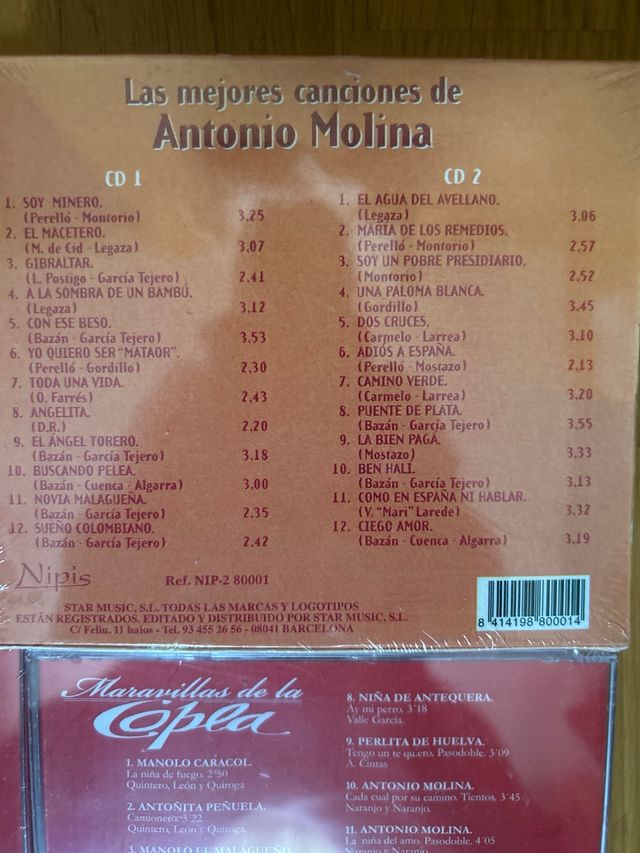 Las mejores canciones de
Antonio Molina
CD 1
1. SOY MINERO.
(Perelló - Montorio) 3,25
2. EL MACETERO.
(M. de Cid - Legaza) 3,07
3. GIBRALTAR.
(L. Postigo - García Tejero) 2,41
4. A LA SOMBRA DE UN BAMBÚ.
(Legaza) 3,12
5. CON ESE BESO.
(Bazán - García Tejero) 3,53
6. YO QUIERO SER "MATAOR".
(Perelló - Gordillo) 2,30
7. TODA UNA VIDA.
(O. Farrés) 2,43
8. ANGELITA.
(D.R.) 2,20
9. EL ÁNGEL TORERO.
(Bazán - García Tejero) 3,18
10. BUSCANDO PELEA.
(Bazán - Cuenca - Algarra) 3,00
11. NOVIA MALAGUEÑA.
(Bazán - García Tejero) 2,35
12. SUEÑO COLOMBIANO.
(Bazán - García Tejero) 2,42
CD 2
1. EL AGUA DEL AVELLANO.
(Legaza) 3,06
2. MARIA DE LOS REMEDIOS.
(Perelló - Montorio) 2,57
3. SOY UN POBRE PRESIDIARIO.
(Montorio) 2,52
4. UNA PALOMA BLANCA.
(Gordillo) 3,45
5. DOS CRUCES.
(Carmelo - Larrea) 3,10
6. ADIÓS A ESPAÑA.
(Perelló - Mostazo) 2,13
7. CAMINO VERDE.
(Carmelo - Larrea) 3,20
8. PUENTE DE PLATA.
(Bazán - García Tejero) 3,55
9. LA BIEN PAGÁ.
(Mostazo) 3,33
10. BEN HALI.
(Bazán - García Tejero) 3,13
11. COMO EN ESPAÑA NI HABLAR.
(V. "Mari" Larede) 3,32
12. CIEGO AMOR.
(Bazán - Cuenca - Algarra) 3,19
Nipis
Ref. NIP-2 80001
STAR MUSIC, S.L. TODAS LAS MARCAS Y LOGOTIPOS
ESTÁN REGISTRADOS. EDITADO Y DISTRIBUIDO POR STAR MUSIC, S.L.
C/ Feliu, 11 bajos - Tel. 93 455 26 56 - 08041 BARCELONA
8 414198 800014
Maravillas de la
Copla
1. MANOLO CARACOL.
La niña de fuego. 2'50
Quintero, León y Quiroga
2. ANTOÑITA PEÑUELA.
Camionero 3'22
Quintero, León y Quiroga.
3. MANOLO EL MALAGUEÑO
8. NIÑA DE ANTEQUERA.
Ay mi perro. 3'18
Valle García.
9. PERLITA DE HUELVA.
Tengo un te quiero. Pasodoble. 3'09
A. Cintas
10. ANTONIO MOLINA.
Cada cual por su camino. Tientos. 3'45
Naranjo y Naranjo.
11. ANTONIO MOLINA.
La niña del amo. Pasodoble. 4'05
Naranjo y Naranjo